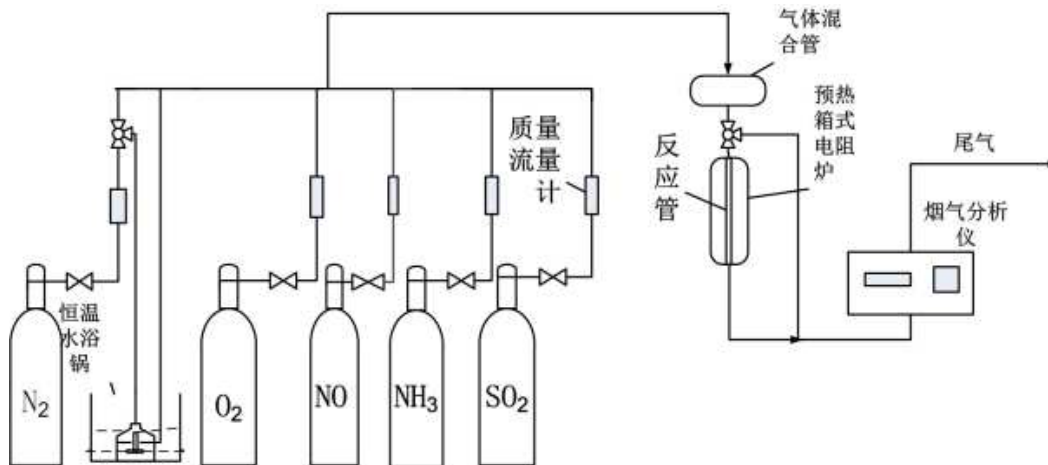 气体混
合管
预热
箱式
电阻
炉
质量
流量
计
反
应
管
尾气
烟气分析
仪
恒温
水浴
锅
N2
O2
NO
NH3
SO2